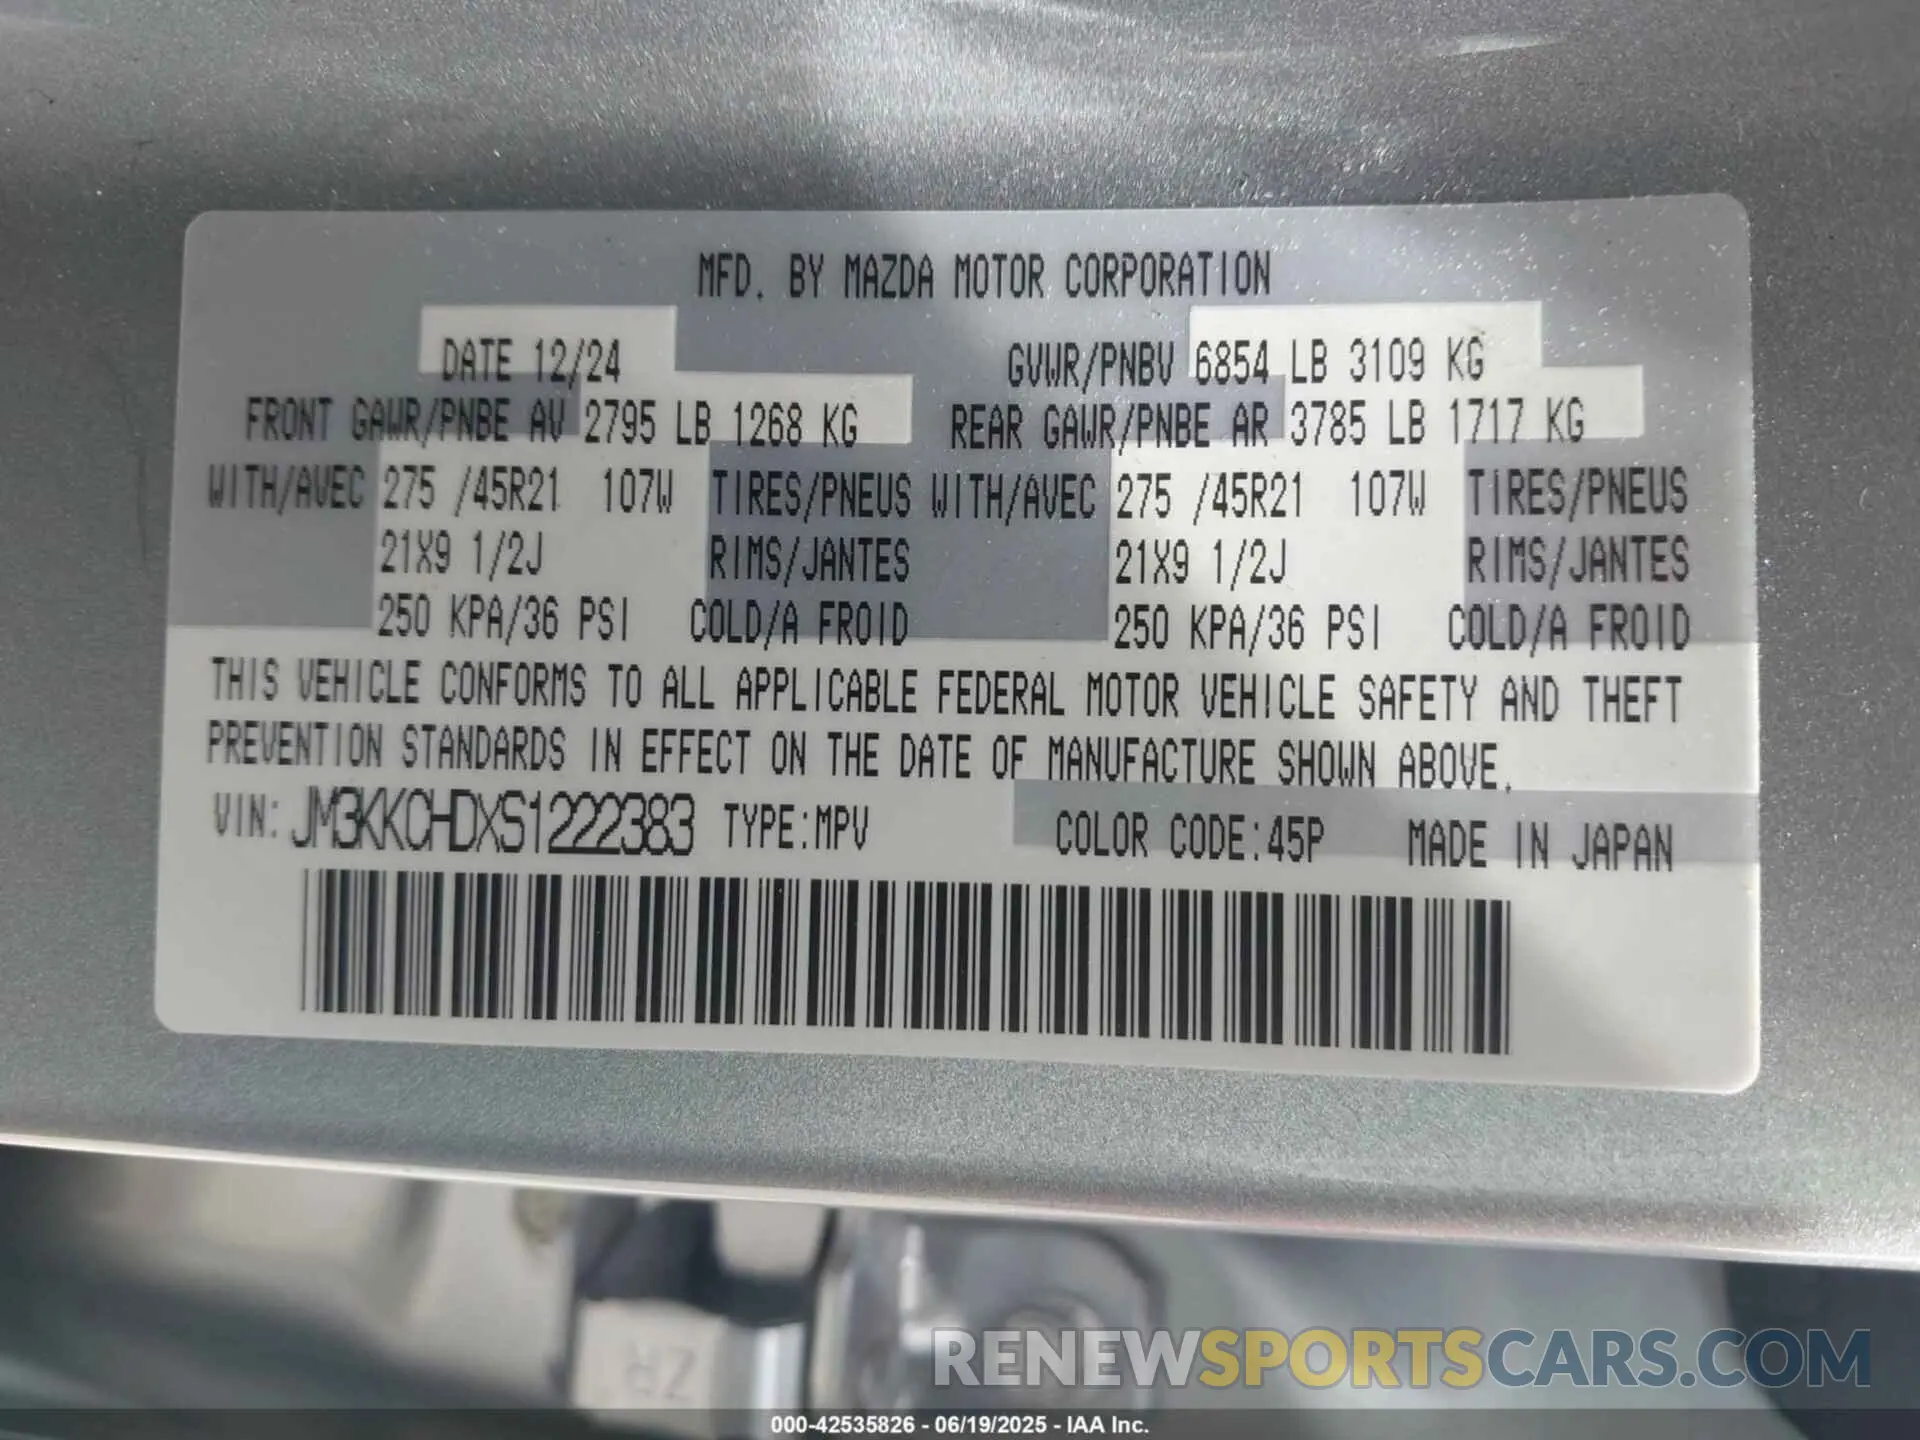 MFD. BY MAZDA MOTOR CORPORATION
DATE 12/24 GVWR/PNBV 6854 LB 3109 KG
FRONT GAWR/PNBE AV 2795 LB 1268 KG REAR GAWR/PNBE AR 3785 LB 1717 KG
WITH/AVEC 275 /45R21 107W TIRES/PNEUS WITH/AVEC 275 /45R21 107W TIRES/PNEUS
21X9 1/2J RIMS/JANTES 21X9 1/2J RIMS/JANTES
250 KPA/36 PSI COLD/A FROID 250 KPA/36 PSI COLD/A FROID
THIS VEHICLE CONFORMS TO ALL APPLICABLE FEDERAL MOTOR VEHICLE SAFETY AND THEFT
PREVENTION STANDARDS IN EFFECT ON THE DATE OF MANUFACTURE SHOWN ABOVE.
VIN: JM3KKCHDXS1222383 TYPE:MPV COLOR CODE:45P MADE IN JAPAN
ZR
RENEWSPORTSCARS.COM
000-42535826 - 06/19/2025 - IAA Inc.